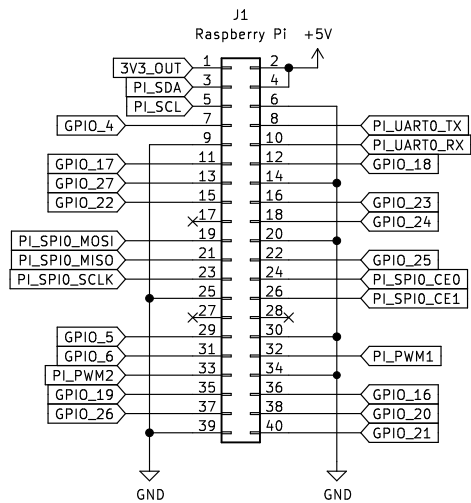 J1
Raspberry Pi +5V
3V3_OUT 1 2
PI_SDA 3 4
PI_SCL 5 6
GPIO_4 7 8 PI_UART0_TX
9 10 PI_UART0_RX
GPIO_17 11 12 GPIO_18
GPIO_27 13 14
GPIO_22 15 16 GPIO_23
17 18 GPIO_24
PI_SPI0_MOSI 19 20
PI_SPI0_MISO 21 22 GPIO_25
PI_SPI0_SCLK 23 24 PI_SPI0_CE0
25 26 PI_SPI0_CE1
27 28
GPIO_5 29 30
GPIO_6 31 32 PI_PWM1
PI_PWM2 33 34
GPIO_19 35 36 GPIO_16
GPIO_26 37 38 GPIO_20
39 40 GPIO_21
GND GND